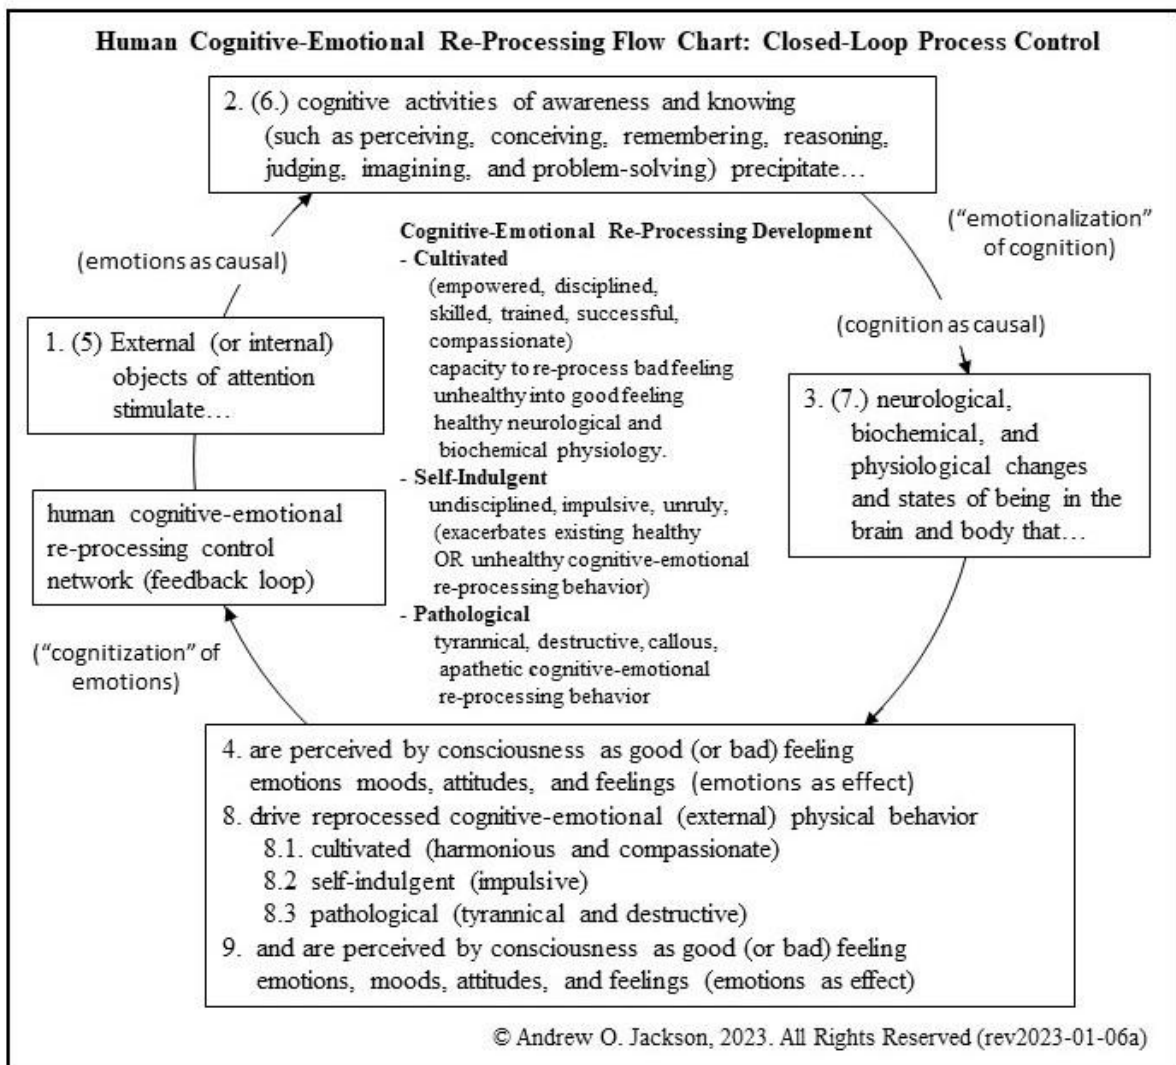 Human Cognitive-Emotional Re-Processing Flow Chart: Closed-Loop Process Control
2. (6.) cognitive activities of awareness and knowing
(such as perceiving, conceiving, remembering, reasoning,
judging, imagining, and problem-solving) precipitate…
(emotions as causal)
("emotionalization"
of cognition)
(cognition as causal)
1. (5) External (or internal)
objects of attention
stimulate…
human cognitive-emotional
re-processing control
network (feedback loop)
("cognitization" of
emotions)
Cognitive-Emotional Re-Processing Development
- Cultivated
(empowered, disciplined,
skilled, trained, successful,
compassionate)
capacity to re-process bad feeling
unhealthy into good feeling
healthy neurological and
biochemical physiology.
- Self-Indulgent
undisciplined, impulsive, unruly,
(exacerbates existing healthy
OR unhealthy cognitive-emotional
re-processing behavior)
- Pathological
tyrannical, destructive, callous,
apathetic cognitive-emotional
re-processing behavior
3. (7.) neurological,
biochemical, and
physiological changes
and states of being in the
brain and body that…
4. are perceived by consciousness as good (or bad) feeling
emotions moods, attitudes, and feelings (emotions as effect)
8. drive reprocessed cognitive-emotional (external) physical behavior
8.1. cultivated (harmonious and compassionate)
8.2 self-indulgent (impulsive)
8.3 pathological (tyrannical and destructive)
9. and are perceived by consciousness as good (or bad) feeling
emotions, moods, attitudes, and feelings (emotions as effect)
© Andrew O. Jackson, 2023. All Rights Reserved (rev2023-01-06a)